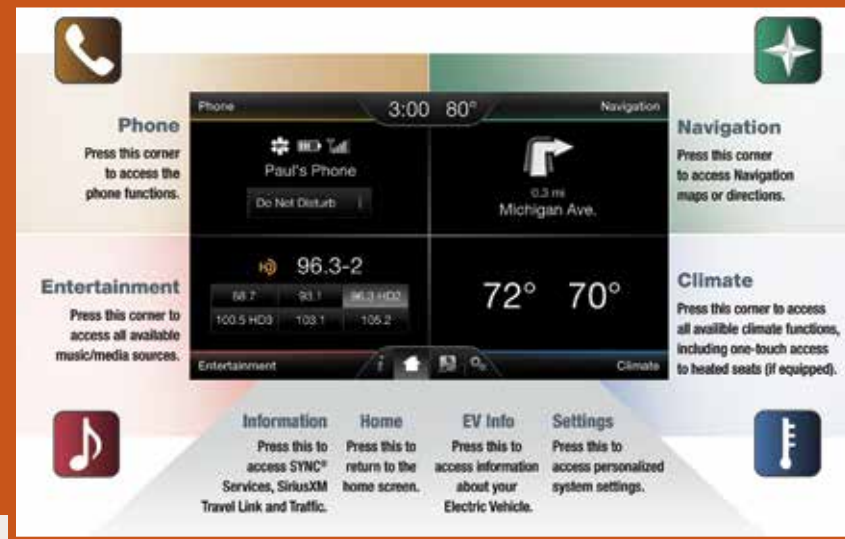 Phone
Press this corner
to access the
phone functions.
Entertainment
Press this corner to
access all available
music/media sources.
Phone
3:00 80°
Navigation
Paul's Phone
Do Not Disturb
0.3 mi
Michigan Ave.
96.3-2
88.7 93.1 96.3 HD2
100.5 HD3 103.1 105.2
72° 70°
Entertainment
i
Climate
Navigation
Press this corner
to access Navigation
maps or directions.
Climate
Press this corner to access
all availible climate functions,
including one-touch access
to heated seats (if equipped).
Information
Press this to
access SYNC®
Services, SiriusXM
Travel Link and Traffic.
Home
Press this to
return to the
home screen.
EV Info
Press this to
access information
about your
Electric Vehicle.
Settings
Press this to
access personalized
system settings.